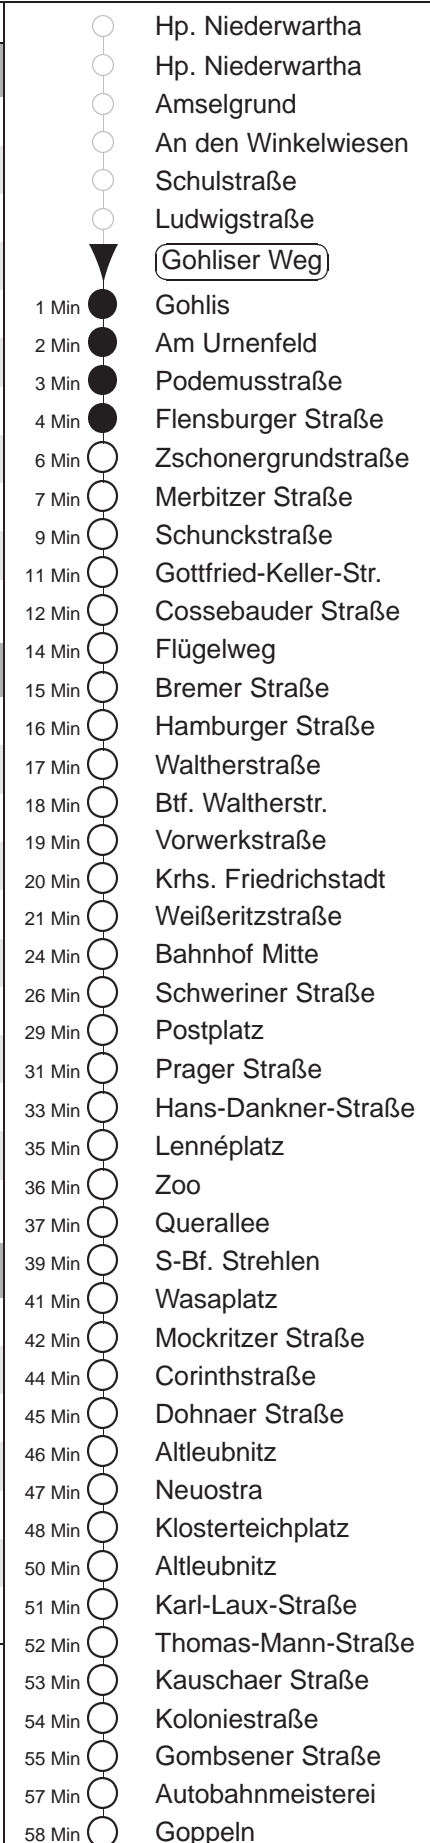 Hp. Niederwartha
Hp. Niederwartha
Amselgrund
An den Winkelwiesen
Schulstraße
Ludwigstraße
Gohliser Weg
1 Min Gohlis
2 Min Am Urnenfeld
3 Min Podemusstraße
4 Min Flensburger Straße
6 Min Zschonergrundstraße
7 Min Merbitzer Straße
9 Min Schunckstraße
11 Min Gottfried-Keller-Str.
12 Min Cossebauder Straße
14 Min Flügelweg
15 Min Bremer Straße
16 Min Hamburger Straße
17 Min Waltherstraße
18 Min Btf. Waltherstr.
19 Min Vorwerkstraße
20 Min Krhs. Friedrichstadt
21 Min Weißeritzstraße
24 Min Bahnhof Mitte
26 Min Schweriner Straße
29 Min Postplatz
31 Min Prager Straße
33 Min Hans-Dankner-Straße
35 Min Lennéplatz
36 Min Zoo
37 Min Querallee
39 Min S-Bf. Strehlen
41 Min Wasaplatz
42 Min Mockritzer Straße
44 Min Corinthstraße
45 Min Dohnaer Straße
46 Min Altleubnitz
47 Min Neuostra
48 Min Klosterteichplatz
50 Min Altleubnitz
51 Min Karl-Laux-Straße
52 Min Thomas-Mann-Straße
53 Min Kauschaer Straße
54 Min Koloniestraße
55 Min Gombsener Straße
57 Min Autobahnmeisterei
58 Min Goppeln